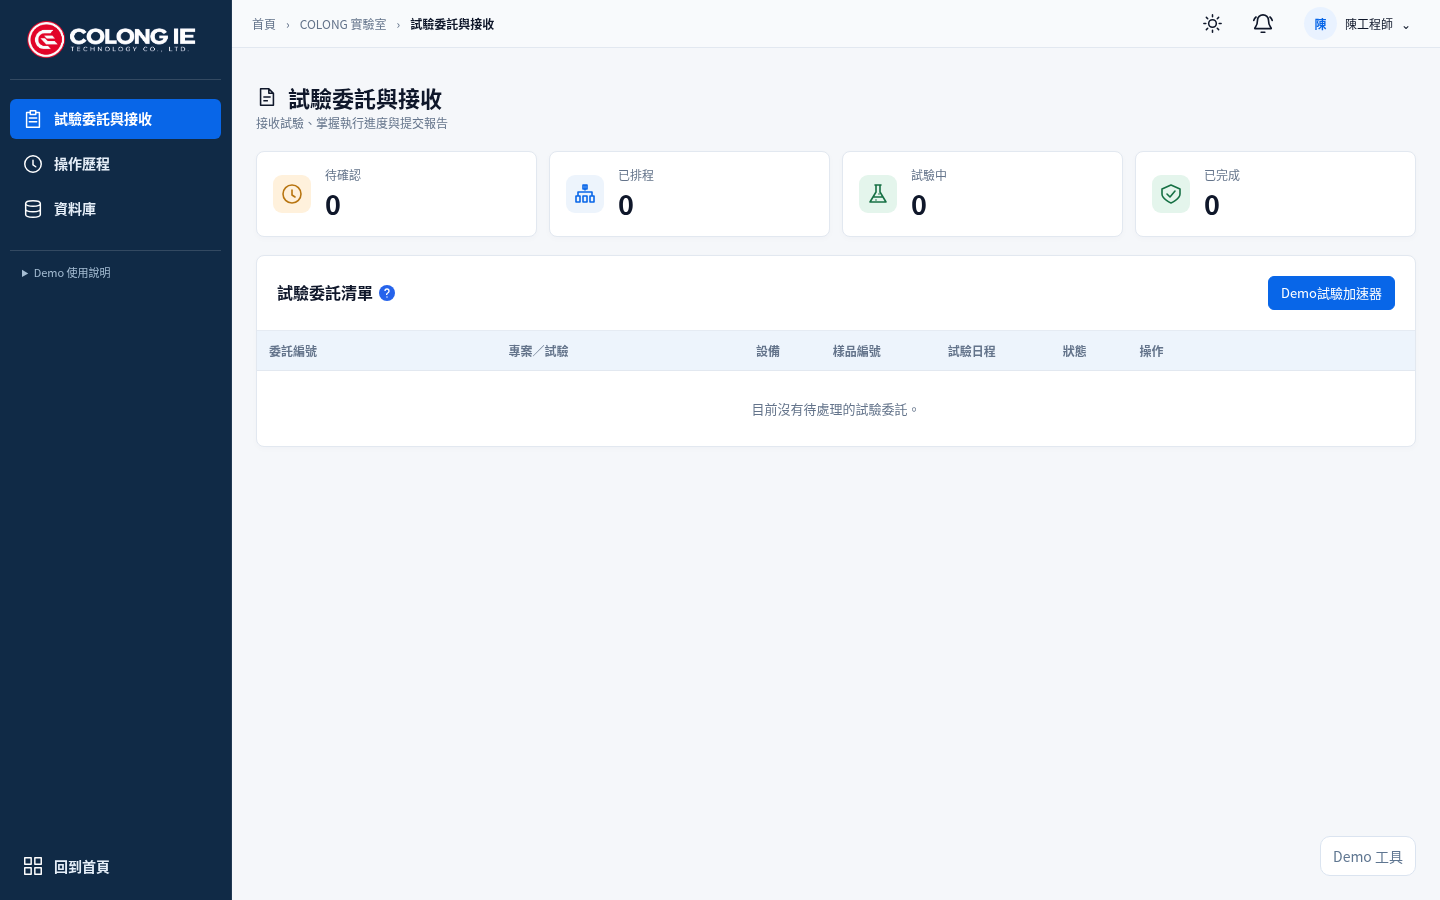 COLONG IE
TECHNOLOGY CO., LTD.
試驗委託與接收
操作歷程
資料庫
Demo 使用說明
回到首頁
首頁 › COLONG 實驗室 › 試驗委託與接收
陳 陳工程師
試驗委託與接收
接收試驗、掌握執行進度與提交報告
待確認
0
已排程
0
試驗中
0
已完成
0
試驗委託清單 ?
Demo試驗加速器
委託編號 專案／試驗 設備 樣品編號 試驗日程 狀態 操作
目前沒有待處理的試驗委託。
Demo 工具